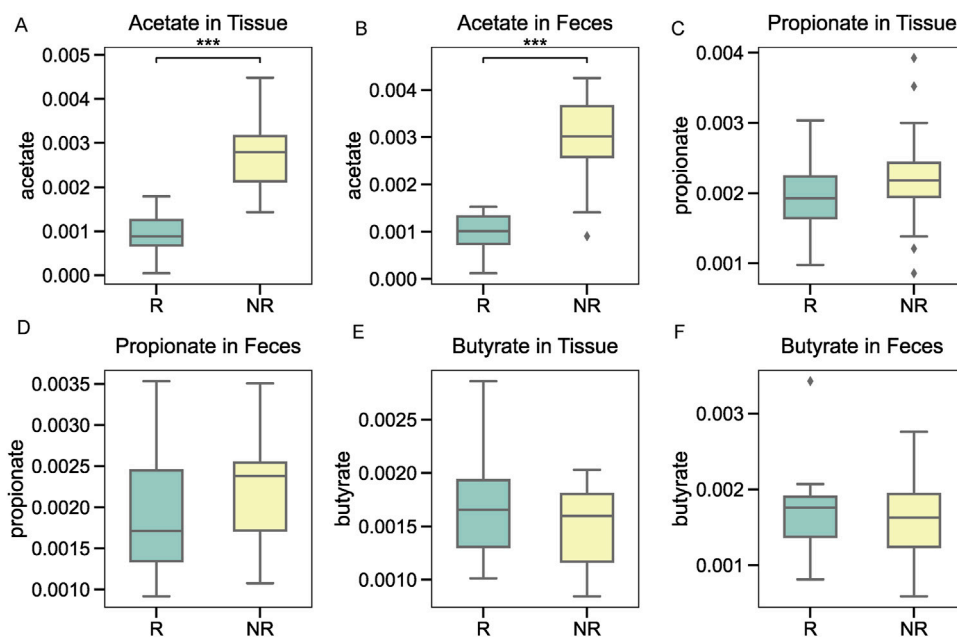 A
Acetate in Tissue
***
acetate
0.005
0.004
0.003
0.002
0.001
0.000
R NR
B
Acetate in Feces
***
acetate
0.004
0.003
0.002
0.001
0.000
R NR
C
Propionate in Tissue
propionate
0.004
0.003
0.002
0.001
R NR
D
Propionate in Feces
propionate
0.0035
0.0030
0.0025
0.0020
0.0015
0.0010
R NR
E
Butyrate in Tissue
butyrate
0.0025
0.0020
0.0015
0.0010
R NR
F
Butyrate in Feces
butyrate
0.003
0.002
0.001
R NR